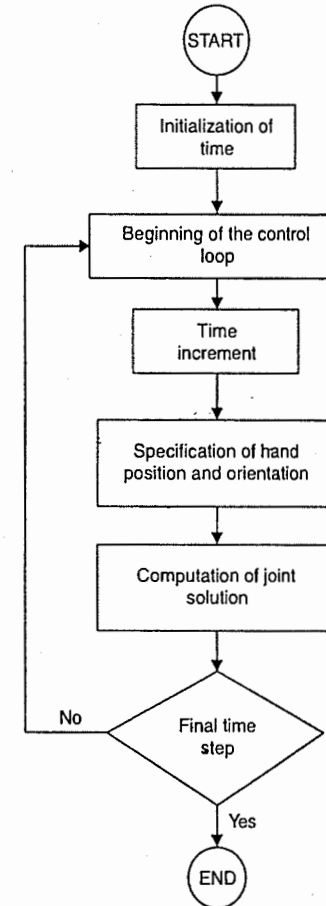 START
Initialization of
time
Beginning of the control
loop
Time
increment
Specification of hand
position and orientation
Computation of joint
solution
Final time
step
No
Yes
END